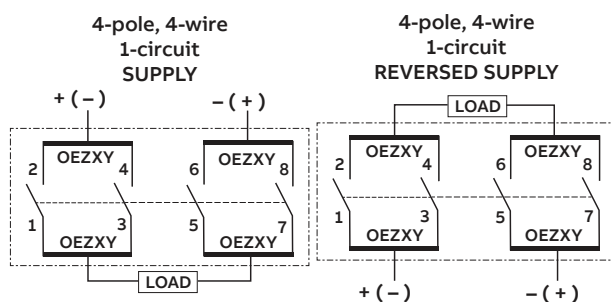 4-pole, 4-wire
1-circuit
SUPPLY
+ (–)
– (+)
2
OEZXY
4
6
OEZXY
8
1
OEZXY
3
5
OEZXY
7
LOAD
4-pole, 4-wire
1-circuit
REVERSED SUPPLY
LOAD
2
OEZXY
4
6
OEZXY
8
1
OEZXY
3
5
OEZXY
7
+ (–)
– (+)